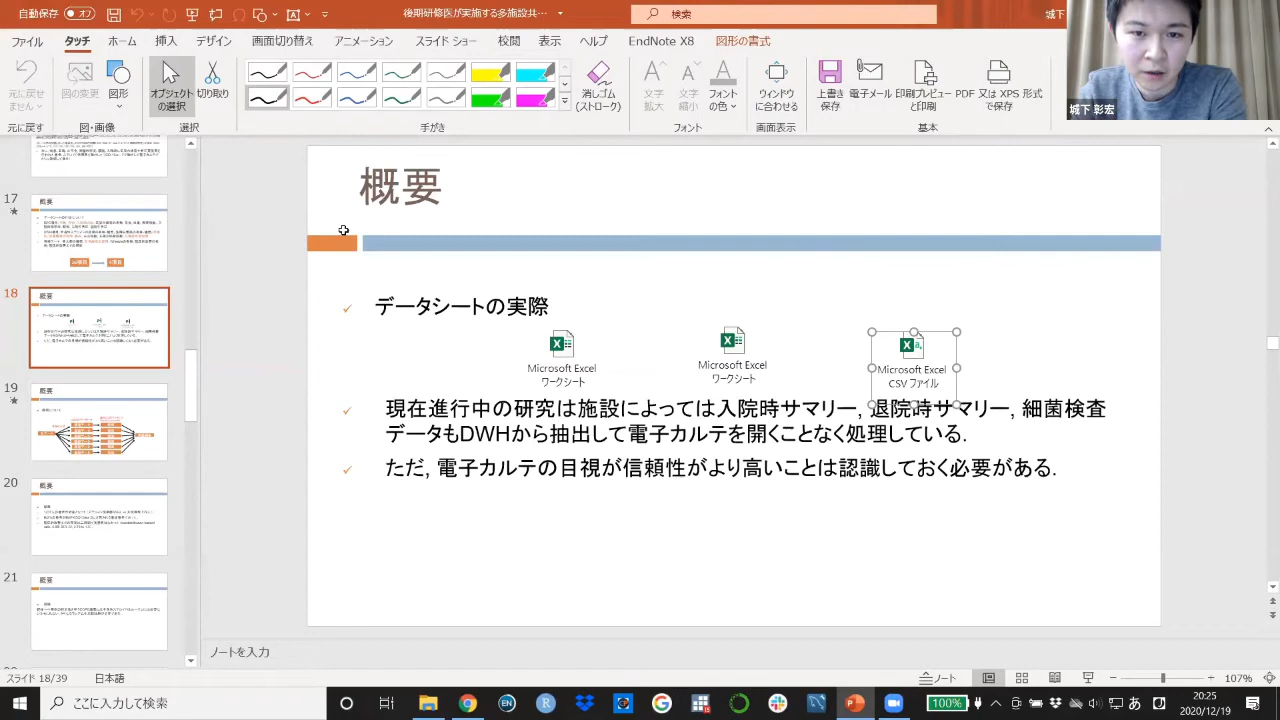 自動保存 オフ
後期研修医が実施する多施設共...
検索
城下
ファイル タッチ ホーム 挿入 デザイン 画面切り替え アニメーション スライド ショー 校閲 表示 ヘルプ EndNote X8 図形の書式
元に戻せません 図の変更 図形 オブジェクトの選択 切り取り 消しゴム (ストローク) 文字拡大 文字縮小 フォントの色 ウィンドウに合わせる 上書き保存 電子メール 印刷プレビューと印刷 PDF 又は XPS 形式で保存
元に戻す 図・画像 選択 手がき フォント 画面表示 基本
城下 彰宏
17
概要
18
概要
19
概要
20
概要
21
概要
概要
データシートの実際
Microsoft Excel ワークシート
Microsoft Excel ワークシート
Microsoft Excel CSV ファイル
現在進行中の研究は施設によっては入院時サマリー, 退院時サマリー, 細菌検査
データもDWHから抽出して電子カルテを開くことなく処理している.
ただ, 電子カルテの目視が信頼性がより高いことは認識しておく必要がある.
ノートを入力
スライド 18/39 日本語 ノート 107%
ここに入力して検索
100%
20:25
2020/12/19